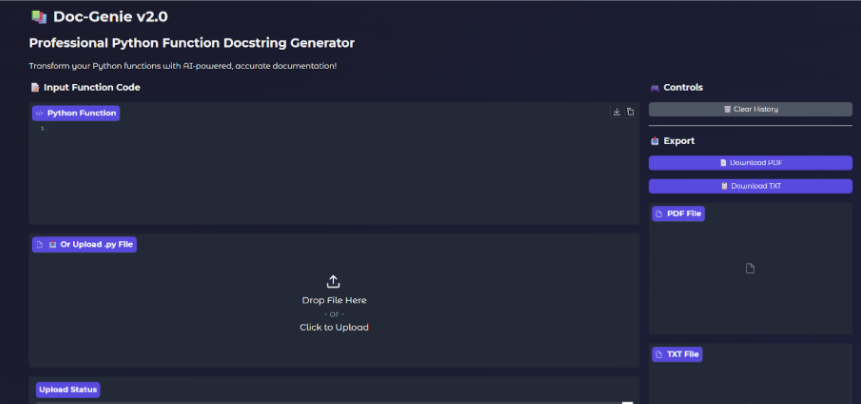 Doc-Genie v2.0
Professional Python Function Docstring Generator
Transform your Python functions with AI-powered, accurate documentation!
Input Function Code
</> Python Function
1
Or Upload .py File
Drop File Here
- or -
Click to Upload
Upload Status
Controls
Clear History
Export
Download PDF
Download TXT
PDF File
TXT File